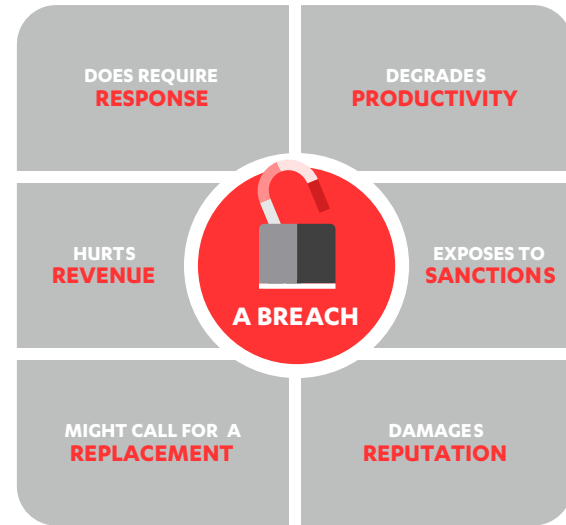 DOES REQUIRE
RESPONSE
DEGRADES
PRODUCTIVITY
HURTS
REVENUE
EXPOSES TO
SANCTIONS
A BREACH
MIGHT CALL FOR A
REPLACEMENT
DAMAGES
REPUTATION